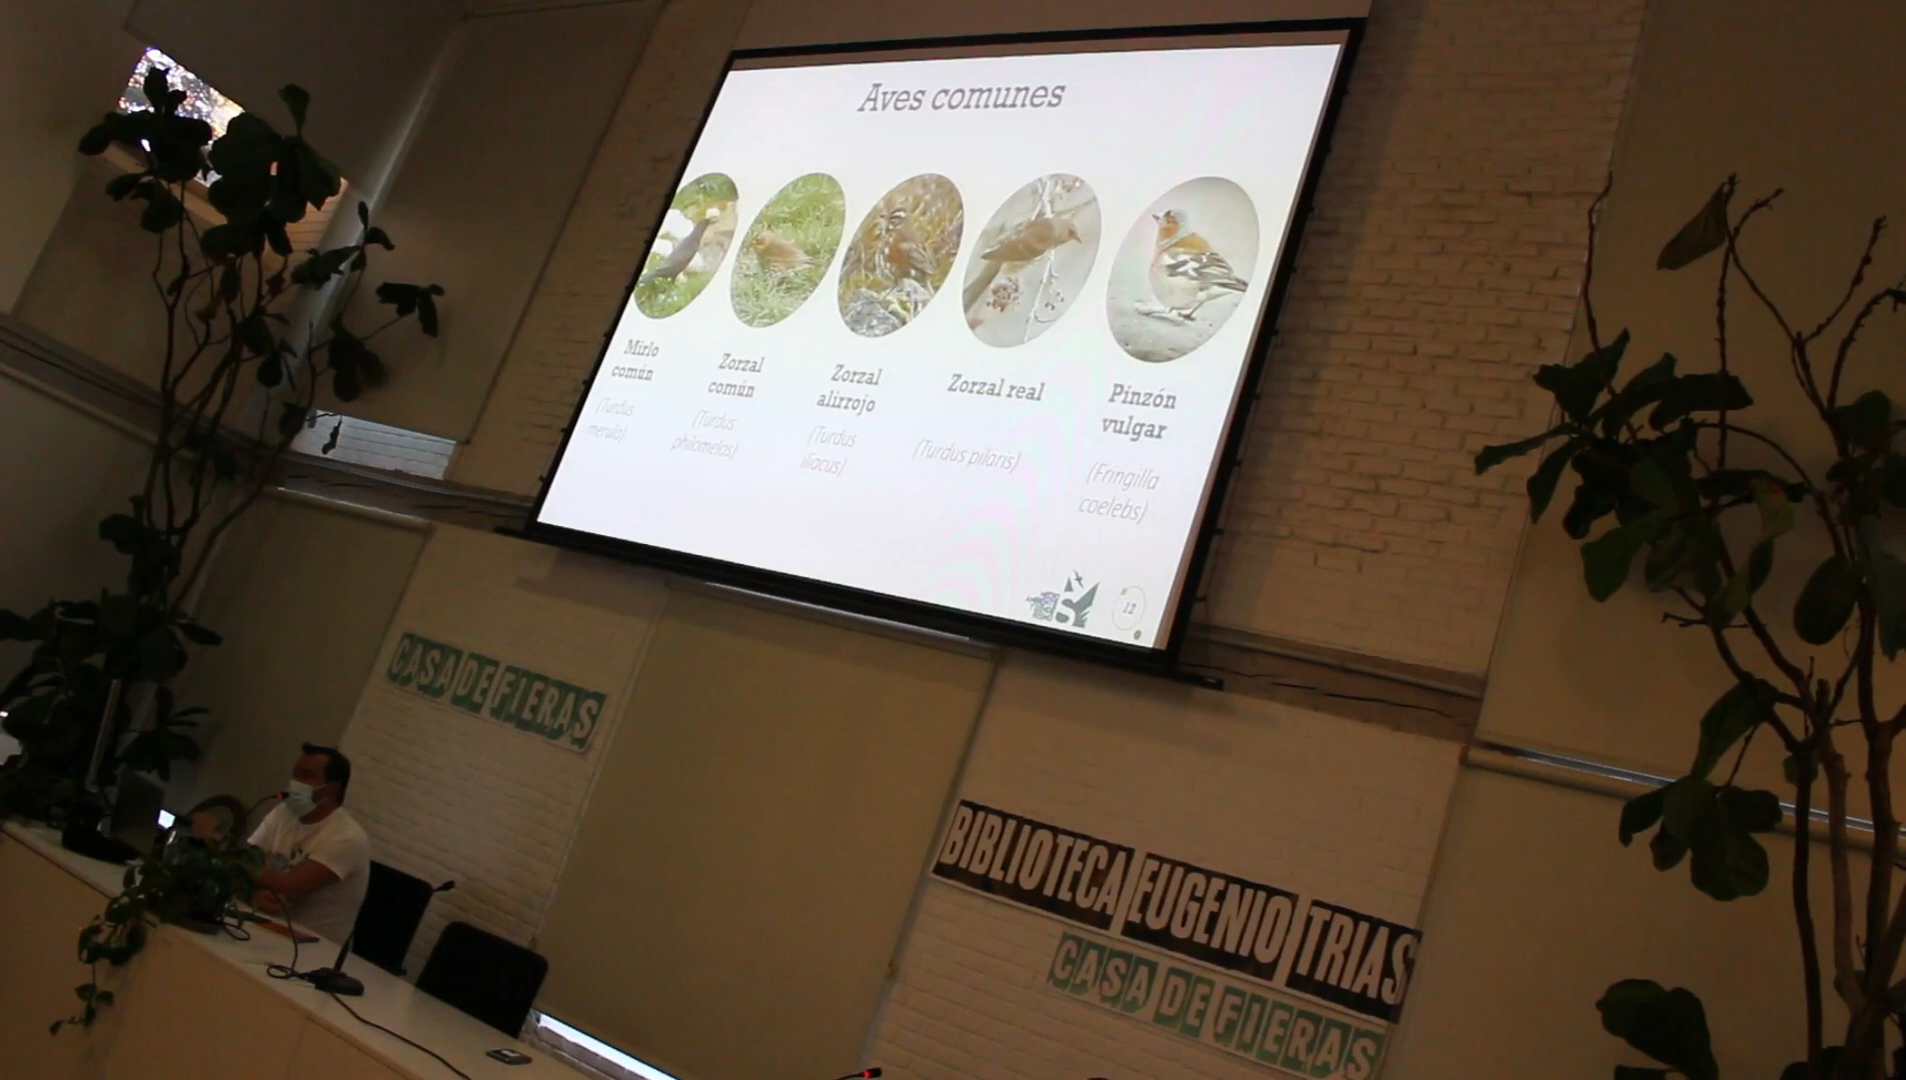 Aves comunes
Mirlo
común
(Turdus
merula)
Zorzal
común
(Turdus
philomelos)
Zorzal
alirrojo
(Turdus
iliacus)
Zorzal real
(Turdus pilaris)
Pinzón
vulgar
(Fringilla
coelebs)
12
CASA DE FIERAS
BIBLIOTECA EUGENIO TRIAS
CASA DE FIERAS